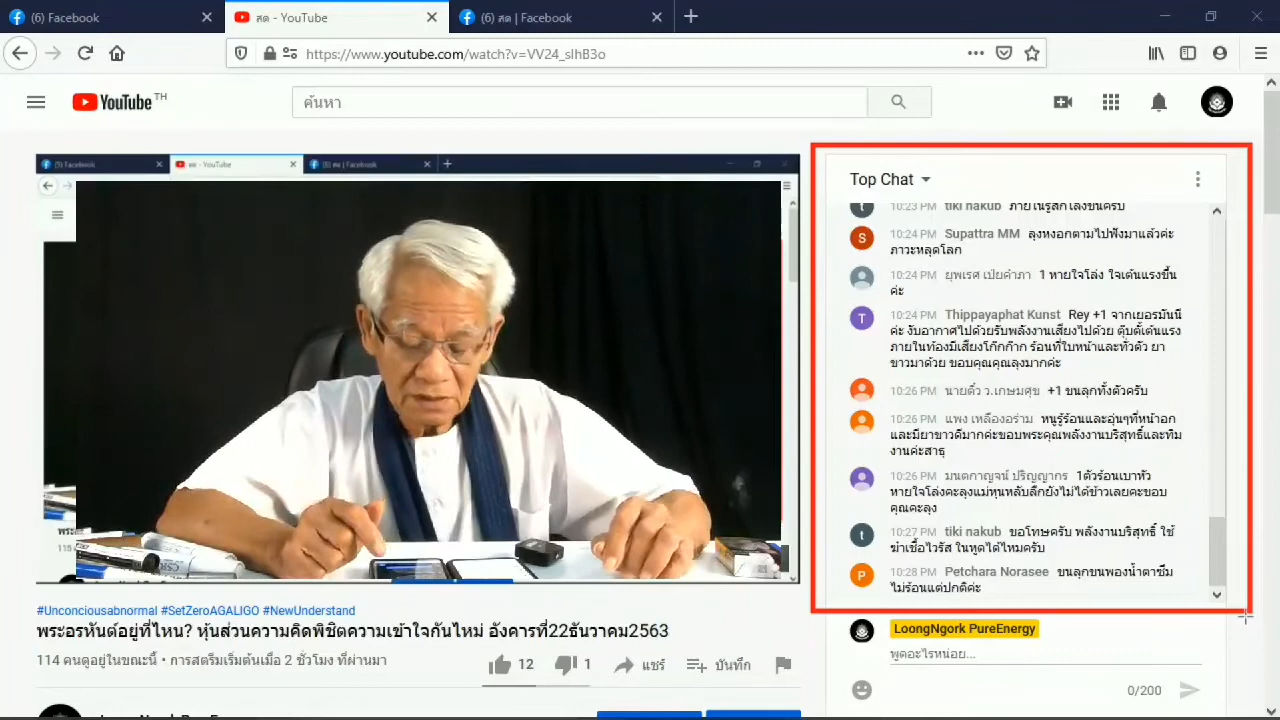 (6) Facebook
สด - YouTube
(6) สด | Facebook
https://www.youtube.com/watch?v=VV24_slhB3o
YouTube TH
ค้นหา
(5) Facebook
สด - YouTube
(6) สด | Facebook
Top Chat
10:23 PM tiki nakub ภายในรู้สึกโล่งขึ้นครับ
10:24 PM Supattra MM ลุงหงอกตามไปฟังมาแล้วค่ะ
ภาวะหลุดโลก
10:24 PM ยุพเรศ เปียคำภา 1 หายใจโล่ง ใจเต้นแรงขึ้น
ค่ะ
10:24 PM Thippayaphat Kunst Rey +1 จากเยอรมันนี
ค่ะ งับอากาศไปด้วยรับพลังงานเสียงไปด้วย ตุ๊บตั้เต้นแรง
ภายในท้องมีเสียงโก๊กก๊าก ร้อนที่ใบหน้าและทั่วตัว ยา
ขาวมาด้วย ขอบคุณคุณลุงมากค่ะ
10:26 PM นายติ๋ว ว.เกษมศุข +1 ขนลุกทั้งตัวครับ
10:26 PM แพง เหลืองอร่าม หนูรู้ร้อนและอุ่นๆที่หน้าอก
และมียาขาวดีมากค่ะขอบพระคุณพลังงานบริสุทธิ์และทีม
งานค่ะสาธุ
10:26 PM มนตกาญจน์ ปริญญากร 1ตัวร้อนเบาหัว
หายใจโล่งคะลุงแม่หุนหลับลึกยังไม่ได้ข้าวเลยคะขอบ
คุณคะลุง
10:27 PM tiki nakub ขอโทษครับ พลังงานบริสุทธิ์ ใช้
ฆ่าเชื้อไวรัส ในหูดได้ไหมครับ
10:28 PM Petchara Norasee ขนลุกขนพองน้ำตาซึม
ไม่ร้อนแต่ปกติค่ะ
#Unconciousabnormal #SetZeroAGALIGO #NewUnderstand
พระอรหันต์อยู่ที่ไหน? หุ้นส่วนความคิดพิชิตความเข้าใจกันไหม่ อังคารที่22ธันวาคม2563
114 คนดูอยู่ในขณะนี้ • การสตรีมเริ่มต้นเมื่อ 2 ชั่วโมง ที่ผ่านมา
12
1
แชร์
บันทึก
LoongNgork PureEnergy
พูดอะไรหน่อย...
0/200